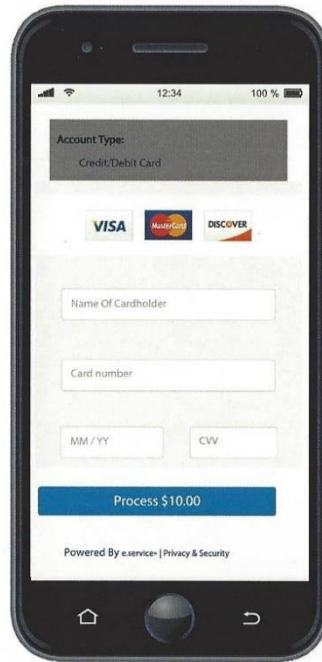 12:34 100 %
Account Type:
Credit/Debit Card
VISA MasterCard DISCOVER
Name Of Cardholder
Card number
MM / YY CVV
Process $10.00
Powered By e.service+ | Privacy & Security